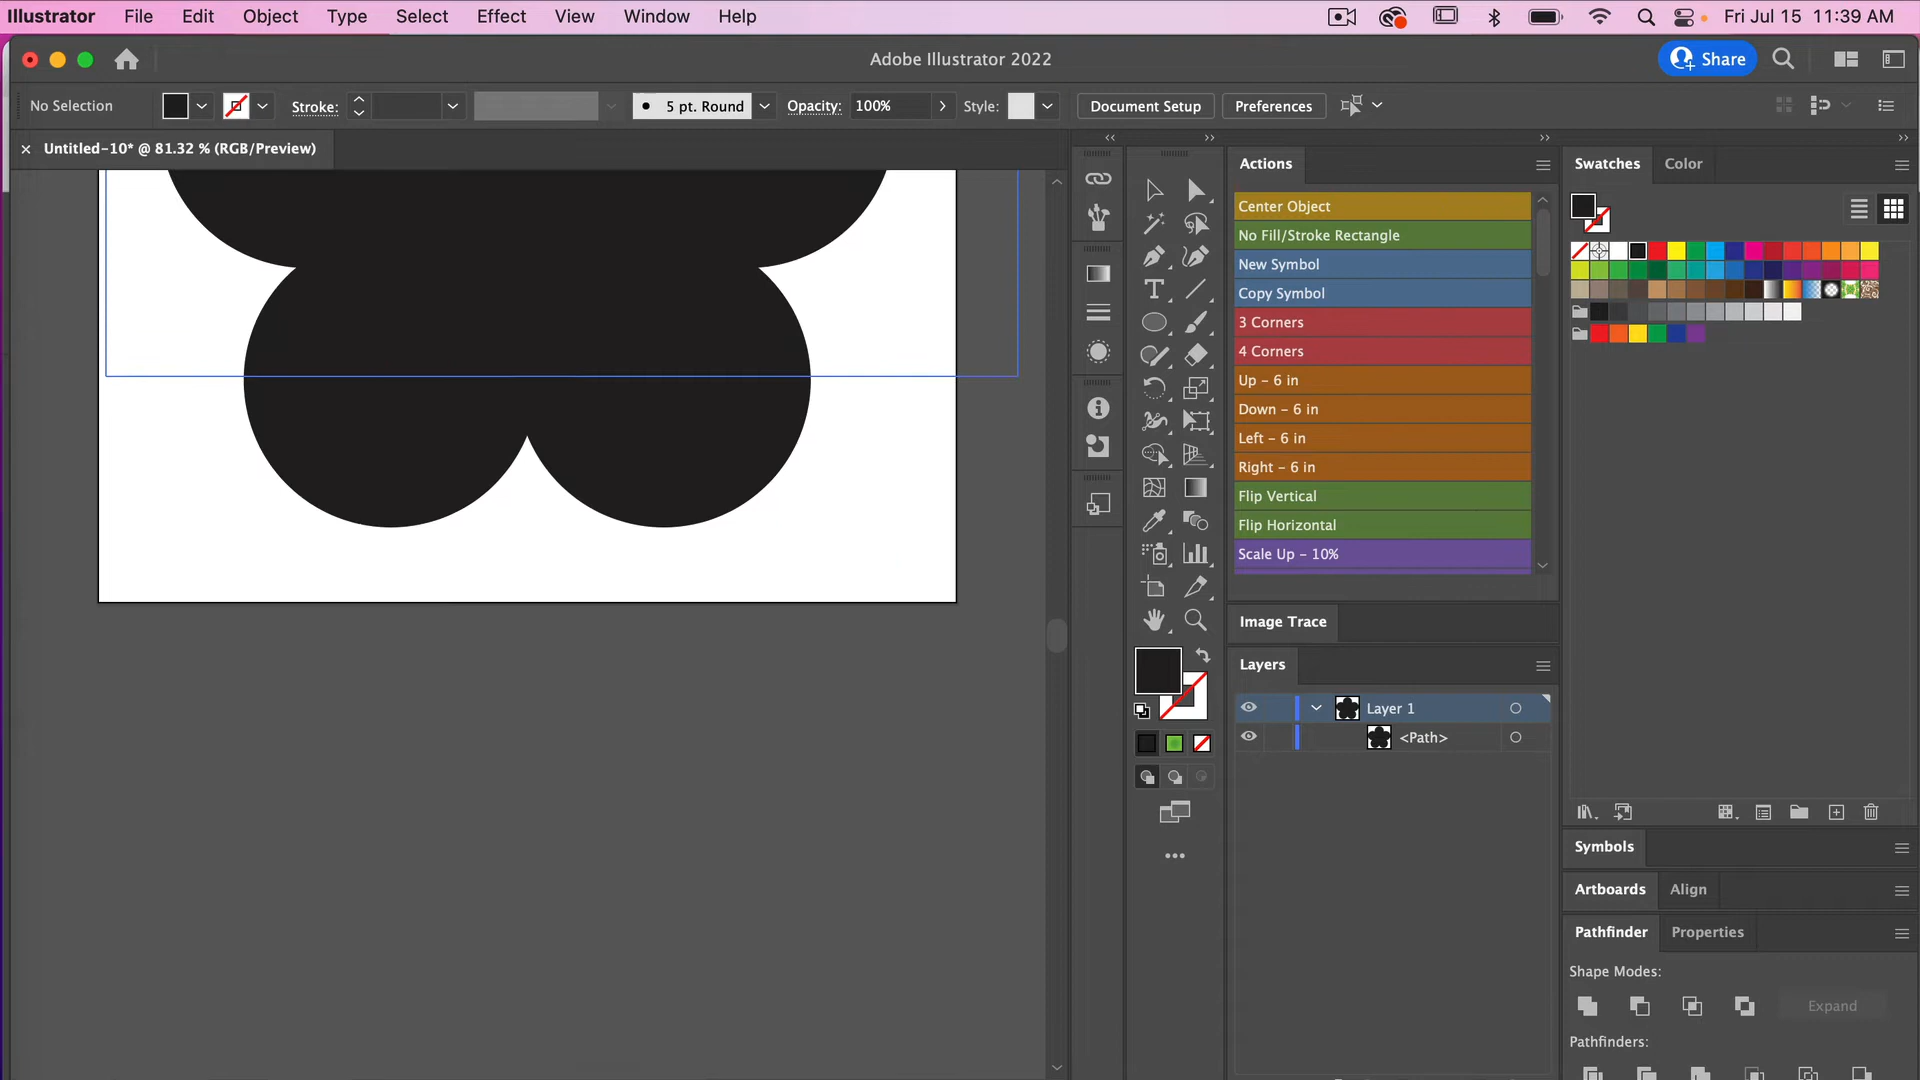 Illustrator File Edit Object Type Select Effect View Window Help Fri Jul 15 11:39 AM
Adobe Illustrator 2022 Share
No Selection Stroke: 5 pt. Round Opacity: 100% Style: Document Setup Preferences
× Untitled-10* @ 81.32 % (RGB/Preview)
Actions
Center Object
No Fill/Stroke Rectangle
New Symbol
Copy Symbol
3 Corners
4 Corners
Up - 6 in
Down - 6 in
Left - 6 in
Right - 6 in
Flip Vertical
Flip Horizontal
Scale Up - 10%
Image Trace
Layers
Layer 1
<Path>
Swatches Color
Symbols
Artboards Align
Pathfinder Properties
Shape Modes:
Expand
Pathfinders: